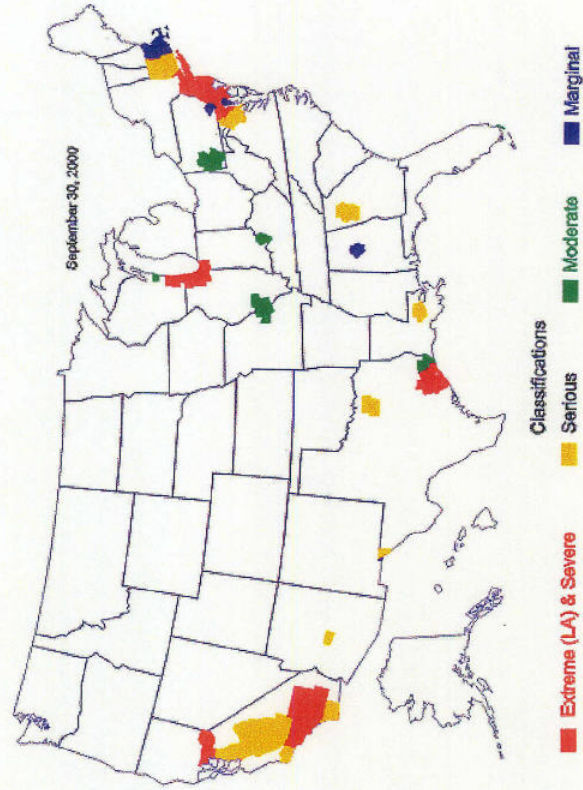 September 30, 2000
Classifications
Extreme (LA) & Severe
Serious
Moderate
Marginal